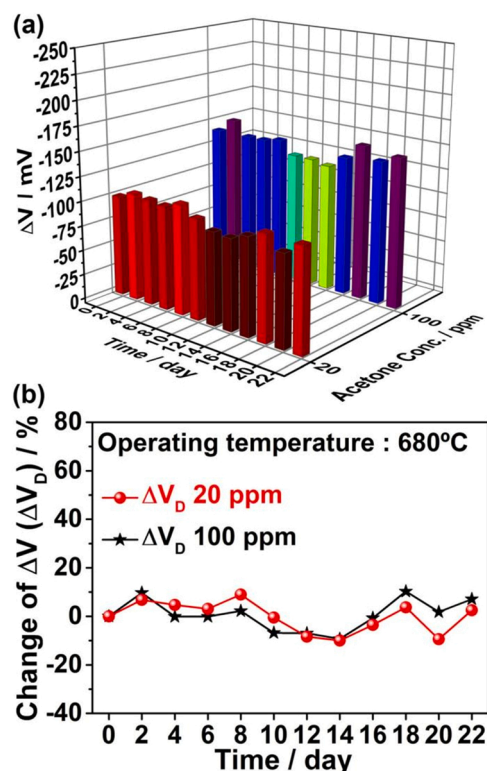 (a)
-250
-225
-200
-175
-150
-125
-100
-75
-50
-25
0
ΔV / mV
0 2 4 6 8 10 12 14 16 18 20 22
Time / day
20
100
Acetone Conc. / ppm
(b)
80
60
40
20
0
-20
-40
Change of ΔV (ΔV_D) / %
Operating temperature : 680ºC
ΔV_D 20 ppm
ΔV_D 100 ppm
0 2 4 6 8 10 12 14 16 18 20 22
Time / day